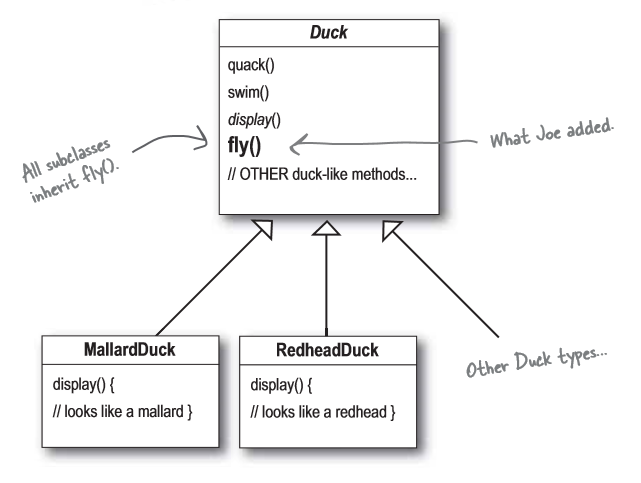 Duck
quack()
swim()
display()
fly()
// OTHER duck-like methods...
All subclasses
inherit fly().
What Joe added.
MallardDuck
display() {
// looks like a mallard }
RedheadDuck
display() {
// looks like a redhead }
Other Duck types...